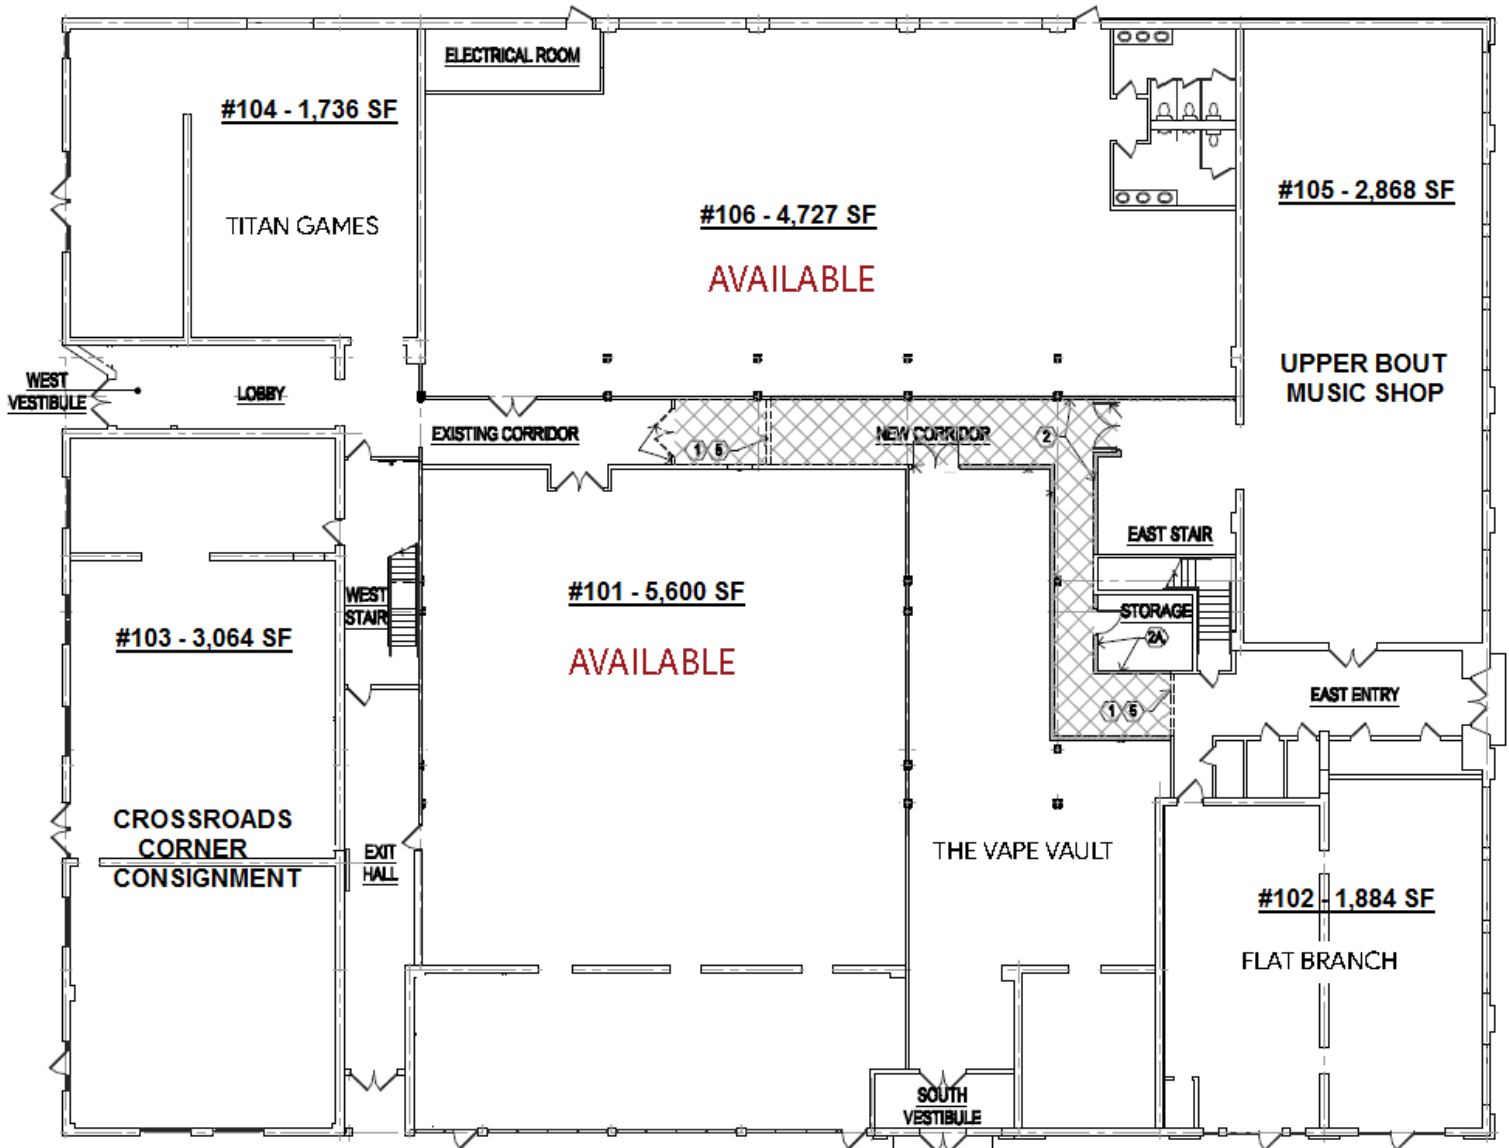 ELECTRICAL ROOM
#104 - 1,736 SF
TITAN GAMES
#106 - 4,727 SF
AVAILABLE
#105 - 2,868 SF
UPPER BOUT
MUSIC SHOP
WEST
VESTIBULE
LOBBY
EXISTING CORRIDOR
1 5
NEW CORRIDOR
2
EAST STAIR
#101 - 5,600 SF
AVAILABLE
WEST
STAIR
STORAGE
2A
#103 - 3,064 SF
EAST ENTRY
1 5
CROSSROADS
CORNER
CONSIGNMENT
EXIT
HALL
THE VAPE VAULT
#102 - 1,884 SF
FLAT BRANCH
SOUTH
VESTIBULE